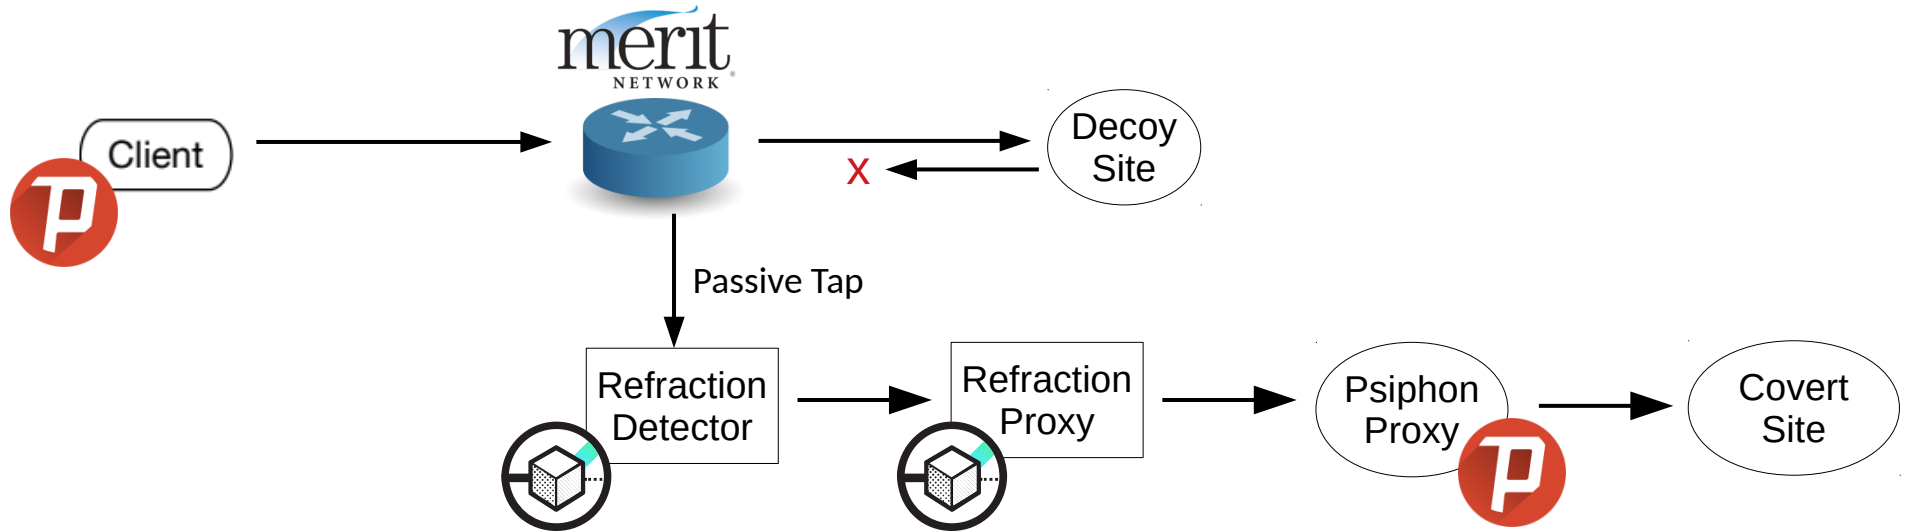 merit
NETWORK®
Client
Decoy
Site
X
Passive Tap
Refraction
Detector
Refraction
Proxy
Psiphon
Proxy
Covert
Site
P
P